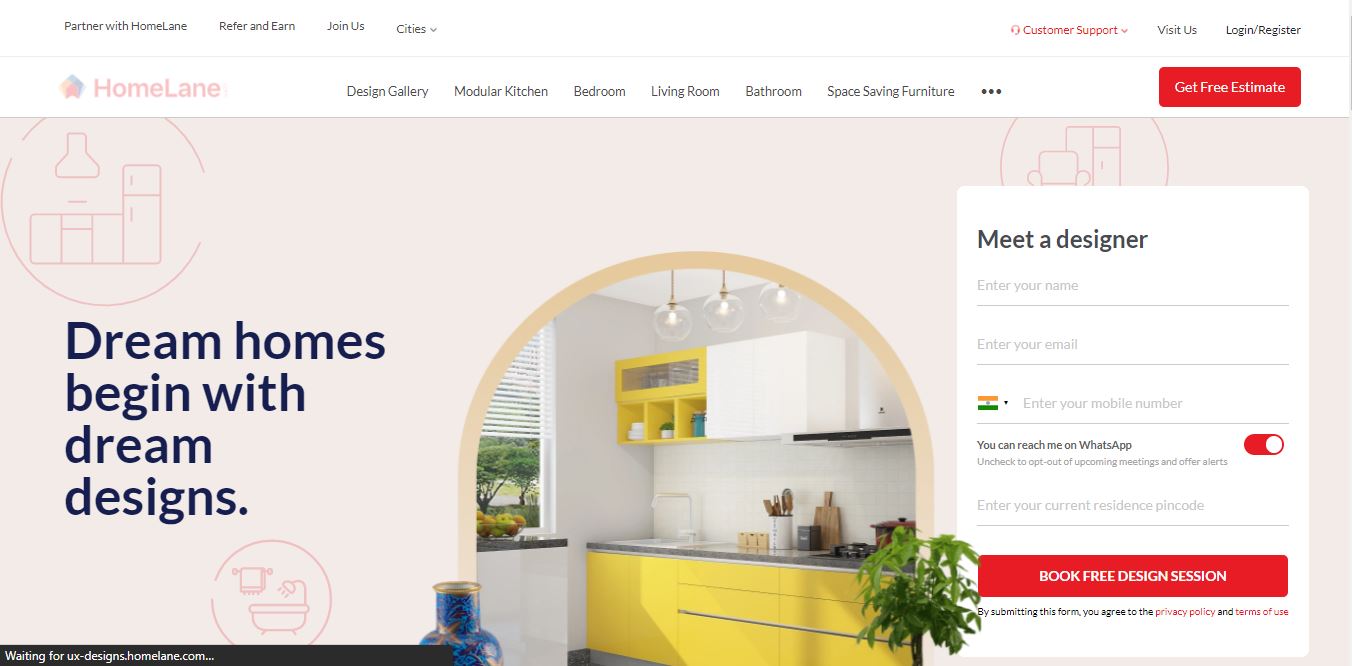 Partner with HomeLane
Refer and Earn
Join Us
Cities
Customer Support
Visit Us
Login/Register
HomeLane
Design Gallery
Modular Kitchen
Bedroom
Living Room
Bathroom
Space Saving Furniture
Get Free Estimate
Dream homes
begin with
dream
designs.
Meet a designer
Enter your name
Enter your email
Enter your mobile number
You can reach me on WhatsApp
Uncheck to opt-out of upcoming meetings and offer alerts
Enter your current residence pincode
BOOK FREE DESIGN SESSION
By submitting this form, you agree to the privacy policy and terms of use
Waiting for ux-designs.homelane.com...